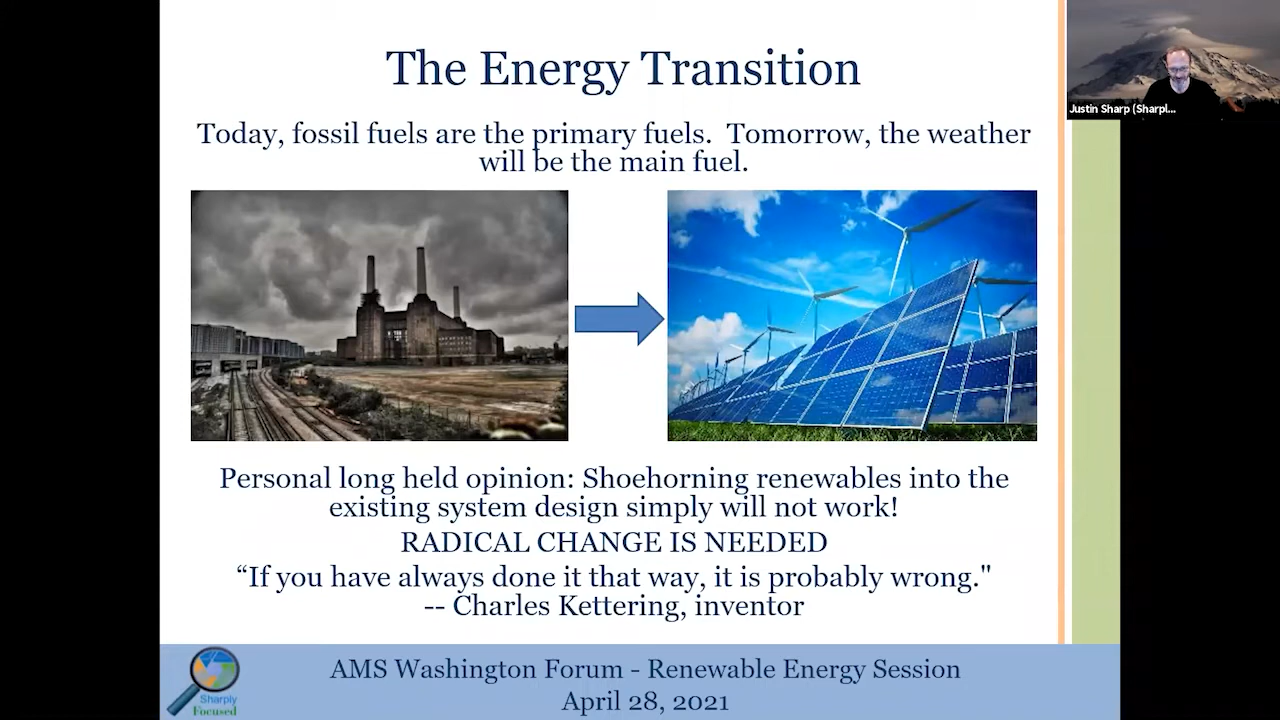 The Energy Transition
Justin Sharp (Sharpl...
Today, fossil fuels are the primary fuels.  Tomorrow, the weather
will be the main fuel.
Personal long held opinion: Shoehorning renewables into the
existing system design simply will not work!
RADICAL CHANGE IS NEEDED
“If you have always done it that way, it is probably wrong."
-- Charles Kettering, inventor
Sharply
Focused
AMS Washington Forum - Renewable Energy Session
April 28, 2021